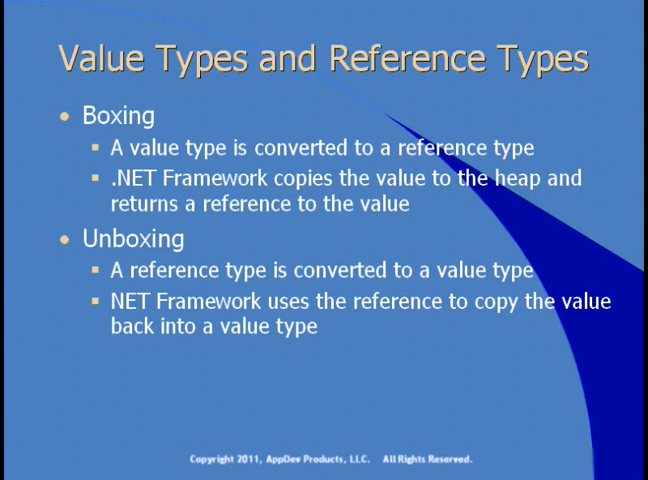 Value Types and Reference Types
• Boxing
▪ A value type is converted to a reference type
▪ .NET Framework copies the value to the heap and
returns a reference to the value
• Unboxing
▪ A reference type is converted to a value type
▪ NET Framework uses the reference to copy the value
back into a value type
Copyright 2011, AppDev Products, LLC. All Rights Reserved.